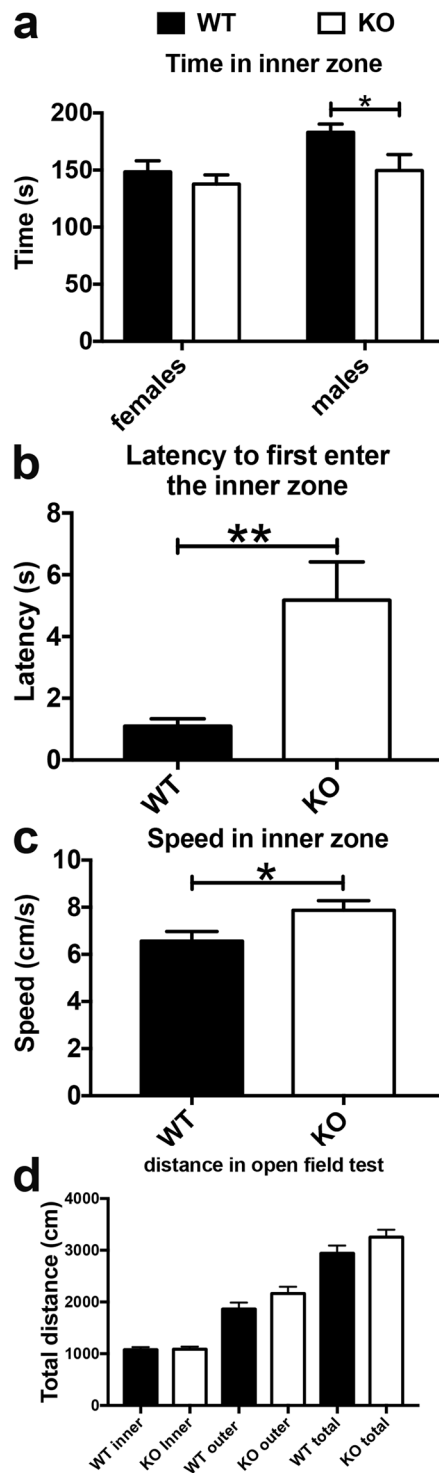 a
WT KO
Time in inner zone
Time (s)
200
150
100
50
0
*
females males
b
Latency to first enter
the inner zone
Latency (s)
8
6
4
2
0
**
WT KO
c
Speed in inner zone
Speed (cm/s)
10
8
6
4
2
0
*
WT KO
d
distance in open field test
Total distance (cm)
4000
3000
2000
1000
0
WT inner KO Inner WT outer KO outer WT total KO total